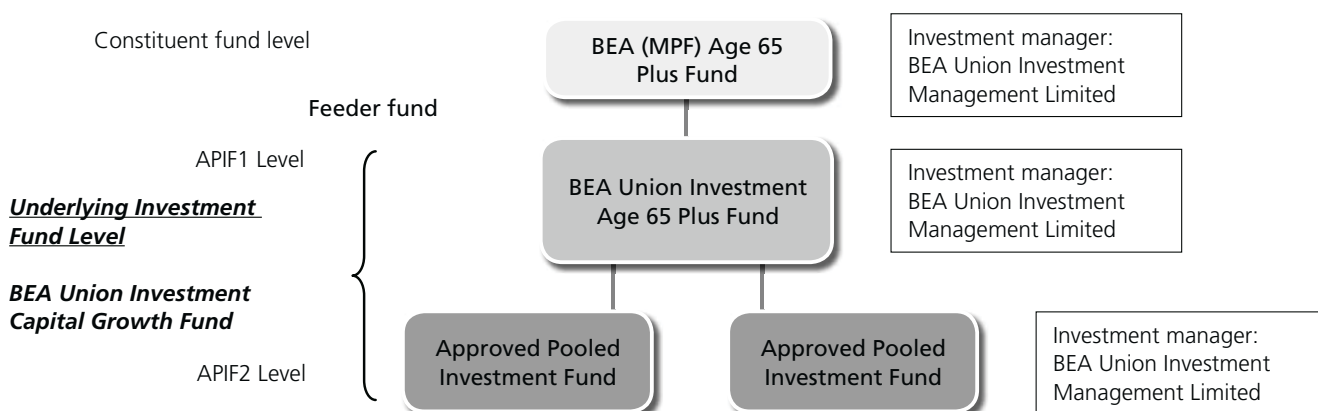 Constituent fund level
BEA (MPF) Age 65
Plus Fund
Investment manager:
BEA Union Investment
Management Limited
Feeder fund
APIF1 Level
BEA Union Investment
Age 65 Plus Fund
Investment manager:
BEA Union Investment
Management Limited
Underlying Investment
Fund Level
BEA Union Investment
Capital Growth Fund
APIF2 Level
Approved Pooled
Investment Fund
Approved Pooled
Investment Fund
Investment manager:
BEA Union Investment
Management Limited